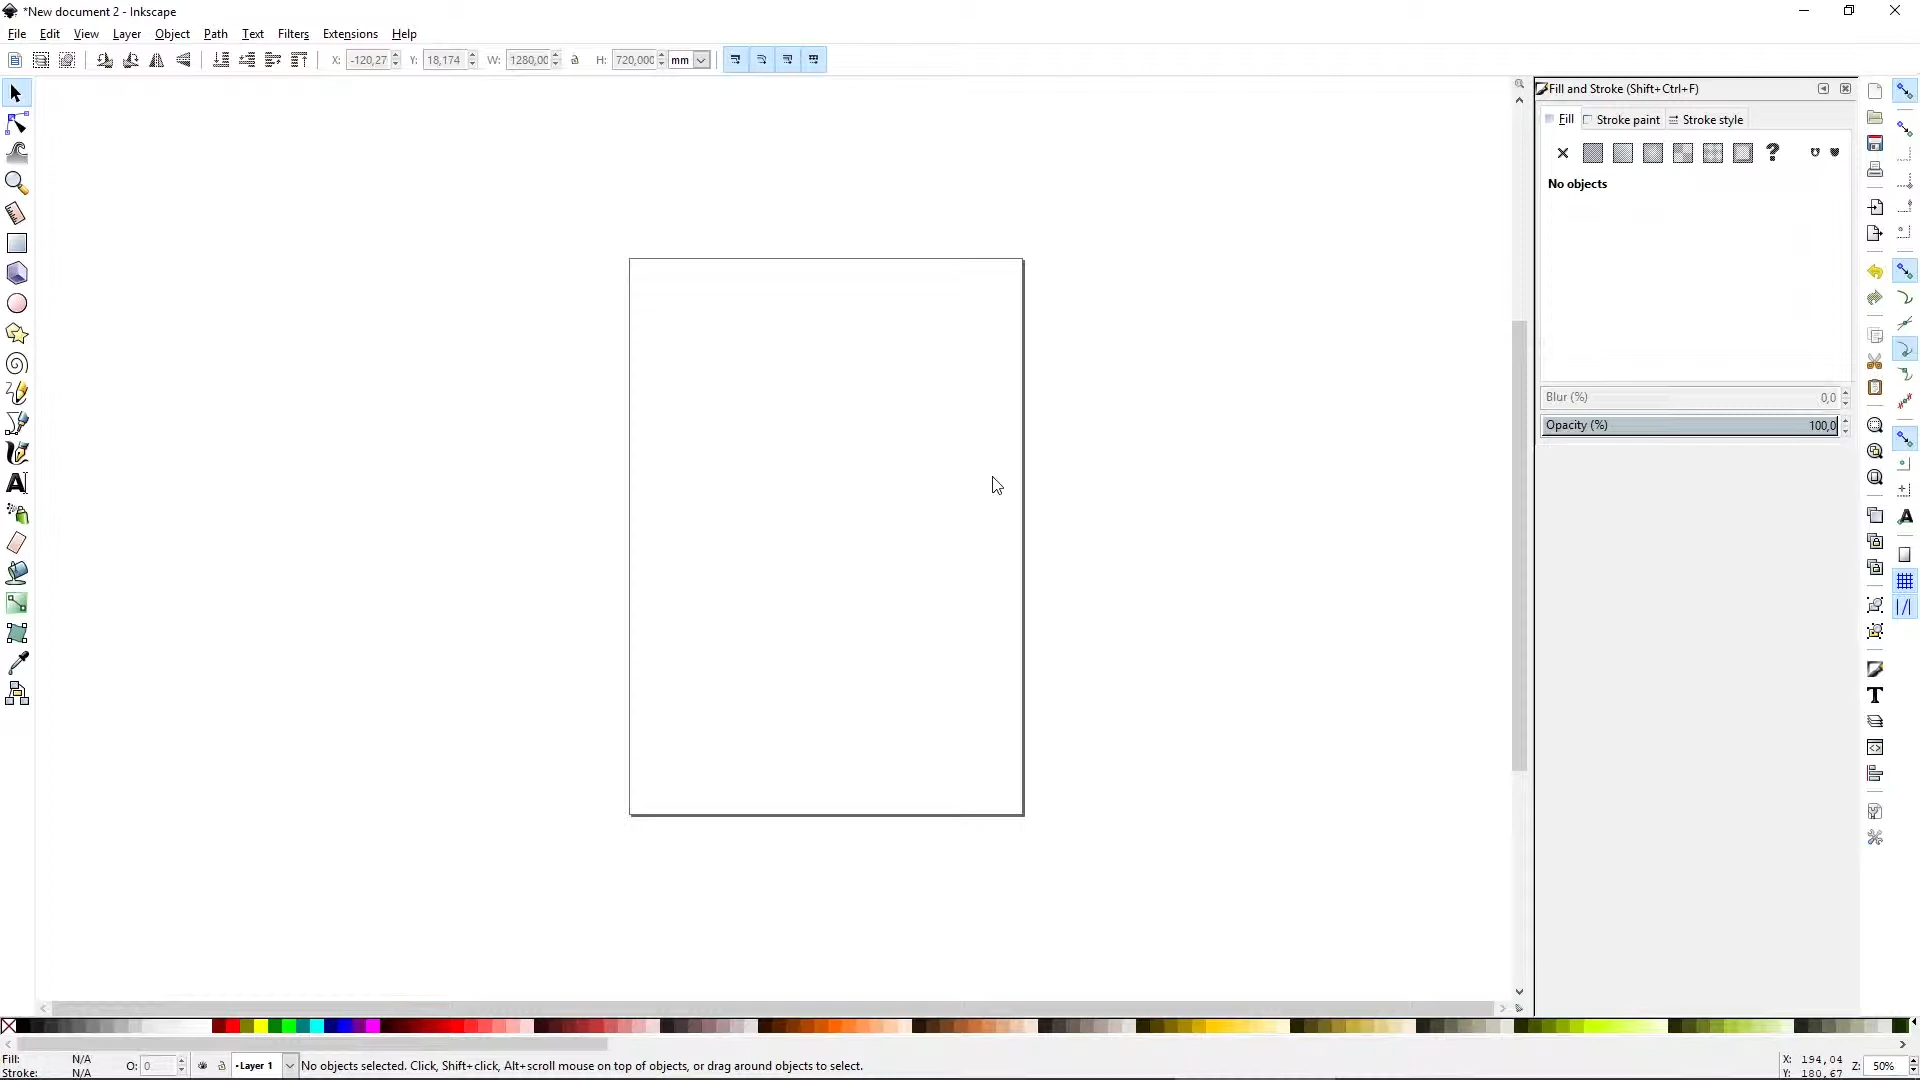 *New document 2 - Inkscape
File Edit View Layer Object Path Text Filters Extensions Help
X: -120,27 Y: 18,174 W: 1280,00 H: 720,000 mm
Fill and Stroke (Shift+Ctrl+F)
Fill Stroke paint Stroke style
No objects
Blur (%) 0,0
Opacity (%) 100,0
Fill: N/A
Stroke: N/A
O: 0
•Layer 1
No objects selected. Click, Shift+click, Alt+scroll mouse on top of objects, or drag around objects to select.
X: 194,04
Y: 180,67
Z: 50%